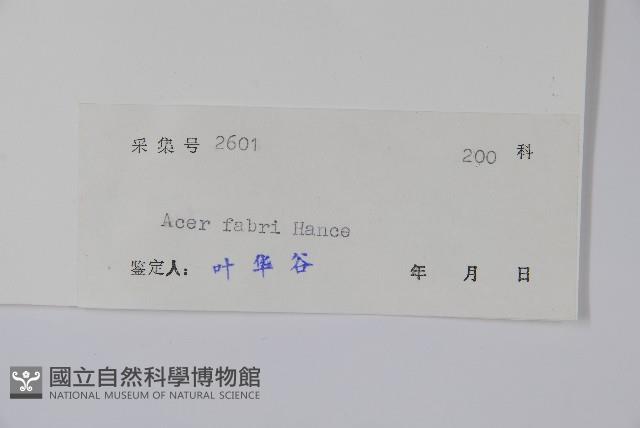 采集号 2601 200 科
Acer fabri Hance
鉴定人: 叶华谷 年 月 日
國立自然科學博物館
NATIONAL MUSEUM OF NATURAL SCIENCE